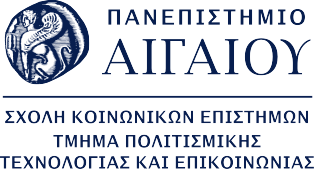 ΠΑΝΕΠΙΣΤΗΜΙΟ
ΑΙΓΑΙΟΥ
ΣΧΟΛΗ ΚΟΙΝΩΝΙΚΩΝ ΕΠΙΣΤΗΜΩΝ
ΤΜΗΜΑ ΠΟΛΙΤΙΣΜΙΚΗΣ
ΤΕΧΝΟΛΟΓΙΑΣ ΚΑΙ ΕΠΙΚΟΙΝΩΝΙΑΣ